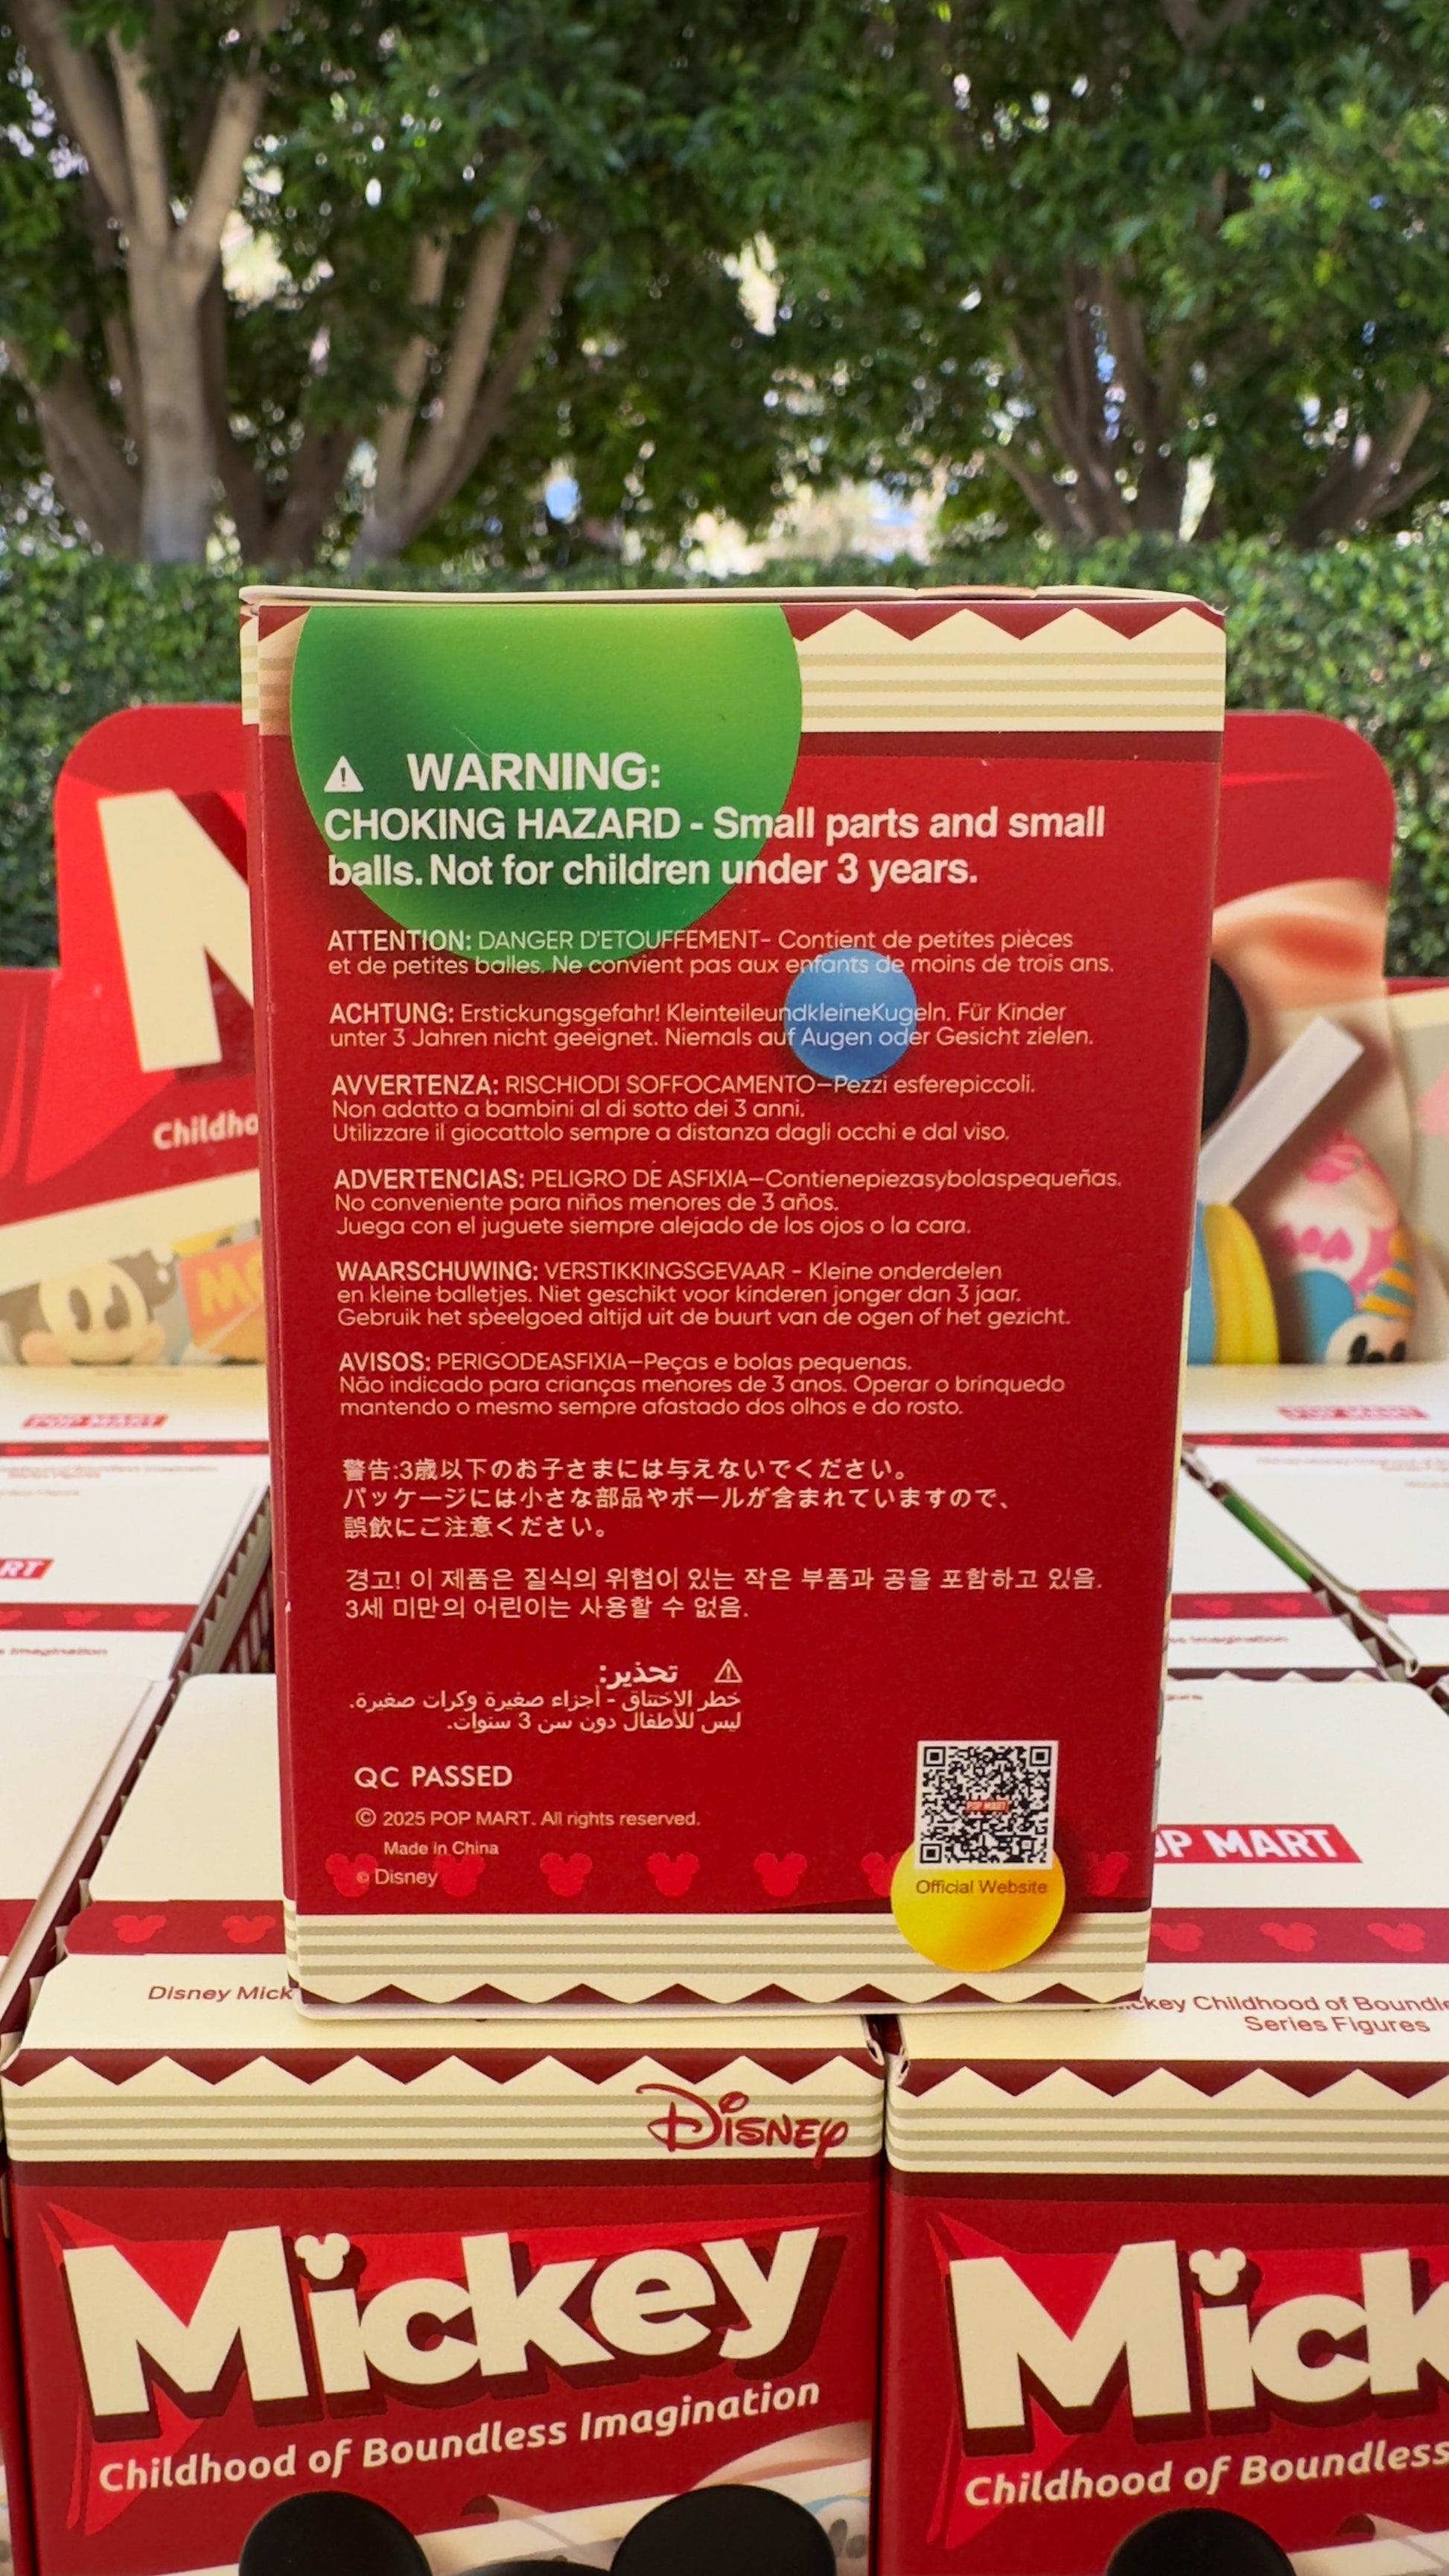 WARNING:
CHOKING HAZARD - Small parts and small
balls. Not for children under 3 years.
ATTENTION: DANGER D'ETOUFFEMENT- Contient de petites pièces
et de petites balles. Ne convient pas aux enfants de moins de trois ans.
ACHTUNG: Erstickungsgefahr! KleinteileundkleineKugeln. Für Kinder
unter 3 Jahren nicht geeignet. Niemals auf Augen oder Gesicht zielen.
AVVERTENZA: RISCHIODI SOFFOCAMENTO—Pezzi esferepiccoli.
Non adatto a bambini al di sotto dei 3 anni.
Utilizzare il giocattolo sempre a distanza dagli occhi e dal viso.
ADVERTENCIAS: PELIGRO DE ASFIXIA—Contienepiezasybolaspequeñas.
No conveniente para niños menores de 3 años.
Juega con el juguete siempre alejado de los ojos o la cara.
WAARSCHUWING: VERSTIKKINGSGEVAAR - Kleine onderdelen
en kleine balletjes. Niet geschikt voor kinderen jonger dan 3 jaar.
Gebruik het speelgoed altijd uit de buurt van de ogen of het gezicht.
AVISOS: PERIGODEASFIXIA—Peças e bolas pequenas.
Não indicado para crianças menores de 3 anos. Operar o brinquedo
mantendo o mesmo sempre afastado dos olhos e do rosto.
警告:3歳以下のお子さまには与えないでください。
パッケージには小さな部品やボールが含まれていますので、
誤飲にご注意ください。
경고! 이 제품은 질식의 위험이 있는 작은 부품과 공을 포함하고 있음.
3세 미만의 어린이는 사용할 수 없음.
تحذير:
خطر الاختناق - أجزاء صغيرة وكرات صغيرة.
ليس للأطفال دون سن 3 سنوات.
QC PASSED
© 2025 POP MART. All rights reserved.
Made in China
© Disney
POP MART
Official Website
POP MART
POP MART
Disney Mick
ckey Childhood of Boundle
Series Figures
DISNEY
Mickey
Childhood of Boundless Imagination
Mick
Childhood of Boundless